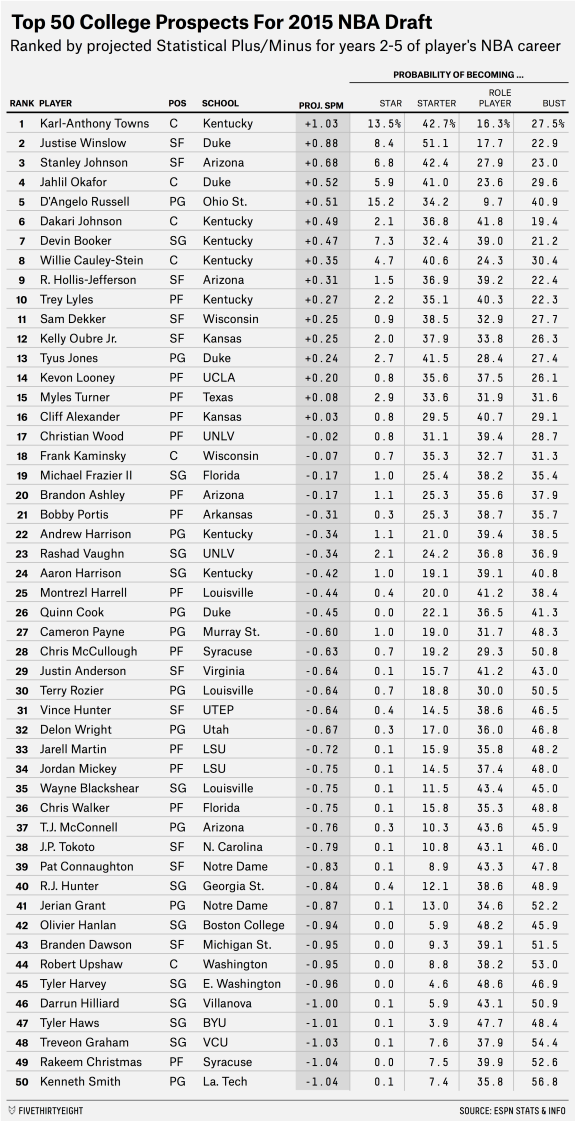 Top 50 College Prospects For 2015 NBA Draft
Ranked by projected Statistical Plus/Minus for years 2-5 of player's NBA career
PROBABILITY OF BECOMING ...
RANK PLAYER POS SCHOOL PROJ. SPM STAR STARTER ROLE PLAYER BUST
1 Karl-Anthony Towns C Kentucky +1.03 13.5% 42.7% 16.3% 27.5%
2 Justise Winslow SF Duke +0.88 8.4 51.1 17.7 22.9
3 Stanley Johnson SF Arizona +0.68 6.8 42.4 27.9 23.0
4 Jahlil Okafor C Duke +0.52 5.9 41.0 23.6 29.6
5 D'Angelo Russell PG Ohio St. +0.51 15.2 34.2 9.7 40.9
6 Dakari Johnson C Kentucky +0.49 2.1 36.8 41.8 19.4
7 Devin Booker SG Kentucky +0.47 7.3 32.4 39.0 21.2
8 Willie Cauley-Stein C Kentucky +0.35 4.7 40.6 24.3 30.4
9 R. Hollis-Jefferson SF Arizona +0.31 1.5 36.9 39.2 22.4
10 Trey Lyles PF Kentucky +0.27 2.2 35.1 40.3 22.3
11 Sam Dekker SF Wisconsin +0.25 0.9 38.5 32.9 27.7
12 Kelly Oubre Jr. SF Kansas +0.25 2.0 37.9 33.8 26.3
13 Tyus Jones PG Duke +0.24 2.7 41.5 28.4 27.4
14 Kevon Looney PF UCLA +0.20 0.8 35.6 37.5 26.1
15 Myles Turner PF Texas +0.08 2.9 33.6 31.9 31.6
16 Cliff Alexander PF Kansas +0.03 0.8 29.5 40.7 29.1
17 Christian Wood PF UNLV -0.02 0.8 31.1 39.4 28.7
18 Frank Kaminsky C Wisconsin -0.07 0.7 35.3 32.7 31.3
19 Michael Frazier II SG Florida -0.17 1.0 25.4 38.2 35.4
20 Brandon Ashley PF Arizona -0.17 1.1 25.3 35.6 37.9
21 Bobby Portis PF Arkansas -0.31 0.3 25.3 38.7 35.7
22 Andrew Harrison PG Kentucky -0.34 1.1 21.0 39.4 38.5
23 Rashad Vaughn SG UNLV -0.34 2.1 24.2 36.8 36.9
24 Aaron Harrison SG Kentucky -0.42 1.0 19.1 39.1 40.8
25 Montrezl Harrell PF Louisville -0.44 0.4 20.0 41.2 38.4
26 Quinn Cook PG Duke -0.45 0.0 22.1 36.5 41.3
27 Cameron Payne PG Murray St. -0.60 1.0 19.0 31.7 48.3
28 Chris McCullough PF Syracuse -0.63 0.7 19.2 29.3 50.8
29 Justin Anderson SF Virginia -0.64 0.1 15.7 41.2 43.0
30 Terry Rozier PG Louisville -0.64 0.7 18.8 30.0 50.5
31 Vince Hunter SF UTEP -0.64 0.4 14.5 38.6 46.5
32 Delon Wright PG Utah -0.67 0.3 17.0 36.0 46.8
33 Jarell Martin PF LSU -0.72 0.1 15.9 35.8 48.2
34 Jordan Mickey PF LSU -0.75 0.1 14.5 37.4 48.0
35 Wayne Blackshear SG Louisville -0.75 0.1 11.5 43.4 45.0
36 Chris Walker PF Florida -0.75 0.1 15.8 35.3 48.8
37 T.J. McConnell PG Arizona -0.76 0.3 10.3 43.6 45.9
38 J.P. Tokoto SF N. Carolina -0.79 0.1 10.8 43.1 46.0
39 Pat Connaughton SF Notre Dame -0.83 0.1 8.9 43.3 47.8
40 R.J. Hunter SG Georgia St. -0.84 0.4 12.1 38.6 48.9
41 Jerian Grant PG Notre Dame -0.87 0.1 13.0 34.6 52.2
42 Olivier Hanlan SG Boston College -0.94 0.0 5.9 48.2 45.9
43 Branden Dawson SF Michigan St. -0.95 0.0 9.3 39.1 51.5
44 Robert Upshaw C Washington -0.95 0.0 8.8 38.2 53.0
45 Tyler Harvey SG E. Washington -0.96 0.0 4.6 48.6 46.9
46 Darrun Hilliard SG Villanova -1.00 0.1 5.9 43.1 50.9
47 Tyler Haws SG BYU -1.01 0.1 3.9 47.7 48.4
48 Treveon Graham SG VCU -1.03 0.1 7.6 37.9 54.4
49 Rakeem Christmas PF Syracuse -1.04 0.0 7.5 39.9 52.6
50 Kenneth Smith PG La. Tech -1.04 0.1 7.4 35.8 56.8
FIVETHIRTYEIGHT SOURCE: ESPN STATS & INFO